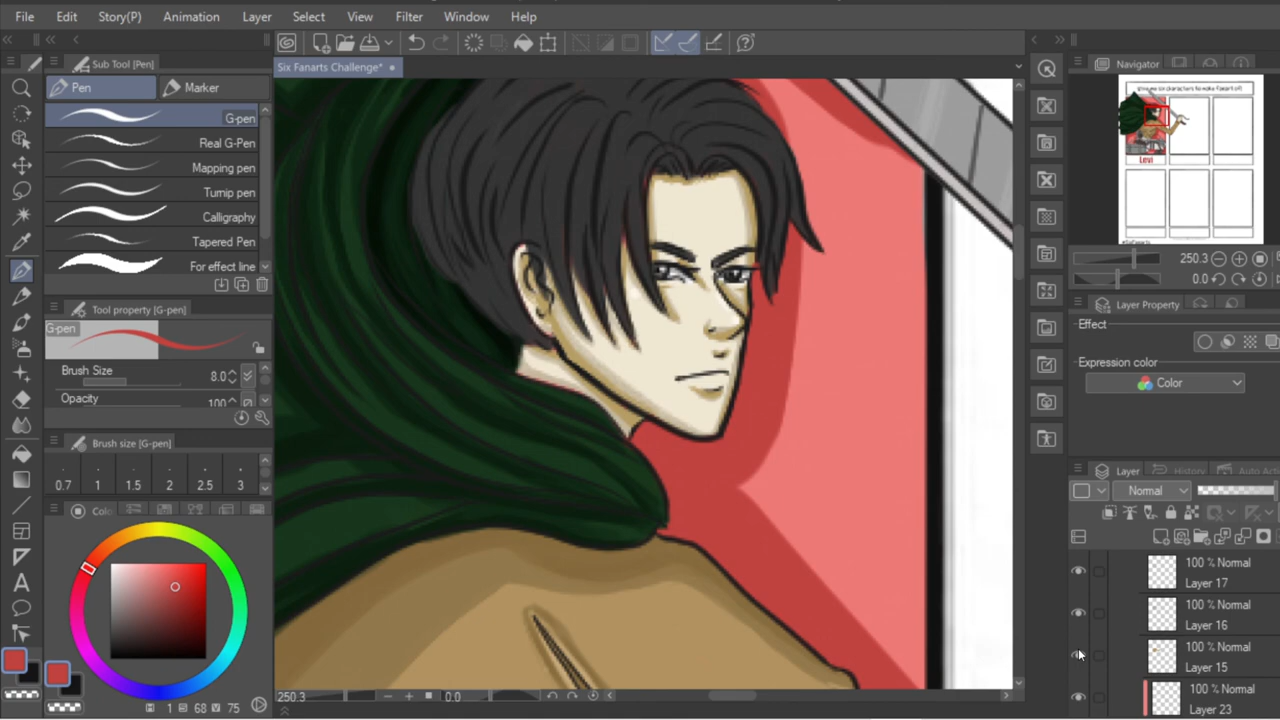 File Edit Story(P) Animation Layer Select View Filter Window Help
Sub Tool [Pen]
Pen Marker
G-pen
Real G-Pen
Mapping pen
Turnip pen
Calligraphy
Tapered Pen
For effect line
Tool property [G-pen]
G-pen
Brush Size 8.0
Opacity 100
Brush size [G-pen]
0.7 1 1.5 2 2.5 3
Colo
1 68 V 75
Six Fanarts Challenge*
250.3 0.0
Navigator
Levi
250.3
0.0
Layer Property
Effect
Expression color
Color
Layer History Auto Acti
Normal
100 % Normal
Layer 17
100 % Normal
Layer 16
100 % Normal
Layer 15
100 % Normal
Layer 23